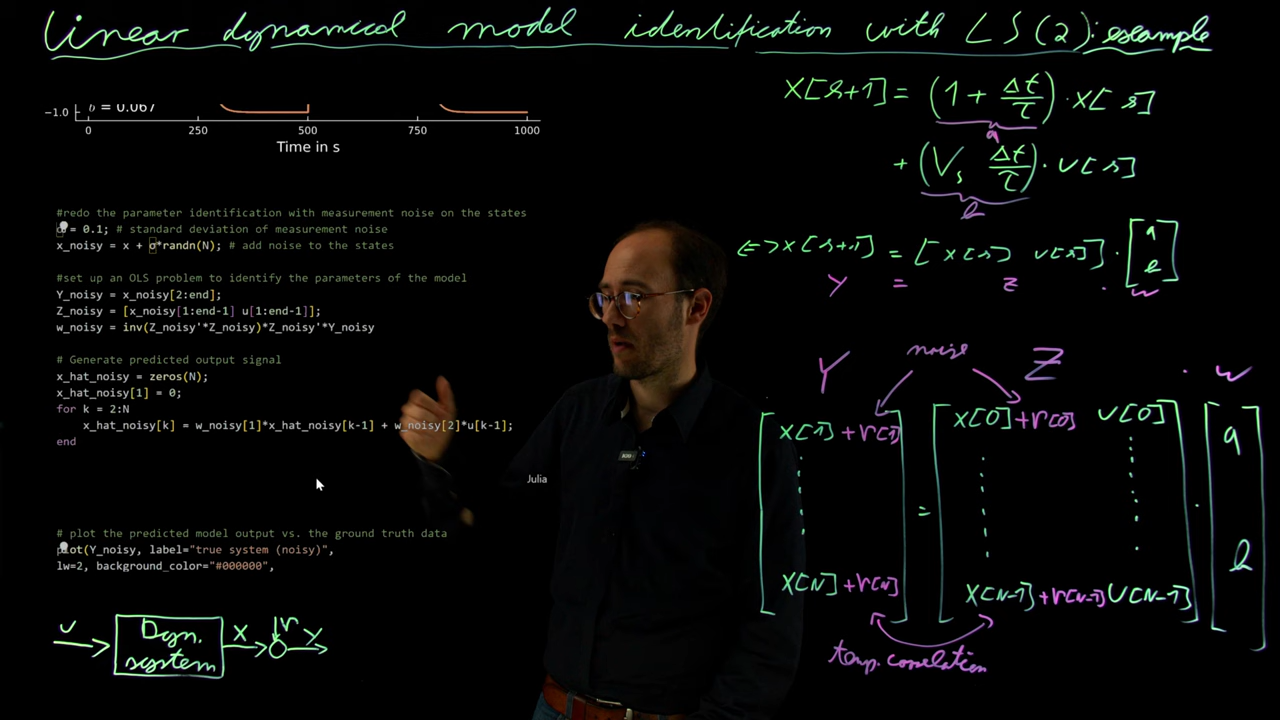 linear dynamical model identification with LS(2): example
b = 0.067
−1.0
0 250 500 750 1000
Time in s
#redo the parameter identification with measurement noise on the states
σ = 0.1; # standard deviation of measurement noise
x_noisy = x + σ*randn(N); # add noise to the states
#set up an OLS problem to identify the parameters of the model
Y_noisy = x_noisy[2:end];
Z_noisy = [x_noisy[1:end-1] u[1:end-1]];
w_noisy = inv(Z_noisy'*Z_noisy)*Z_noisy'*Y_noisy
# Generate predicted output signal
x_hat_noisy = zeros(N);
x_hat_noisy[1] = 0;
for k = 2:N
x_hat_noisy[k] = w_noisy[1]*x_hat_noisy[k-1] + w_noisy[2]*u[k-1];
end
Julia
# plot the predicted model output vs. the ground truth data
plot(Y_noisy, label="true system (noisy)",
lw=2, background_color="#000000",
U Dyn. system X r Y
X[k+1] = (1 + Δt/τ) · X[k]
a
+ (Vs Δt/τ) · U[k]
b
<=> X[k+1] = [X[k] U[k]] · [a b]
Y = Z · w
Y noise Z · w
X[1] +r[1] X[0] +r[0] U[0] a
= ·
X[N] +r[N] X[N-1] +r[N-1] U[N-1] b
temp. correlation